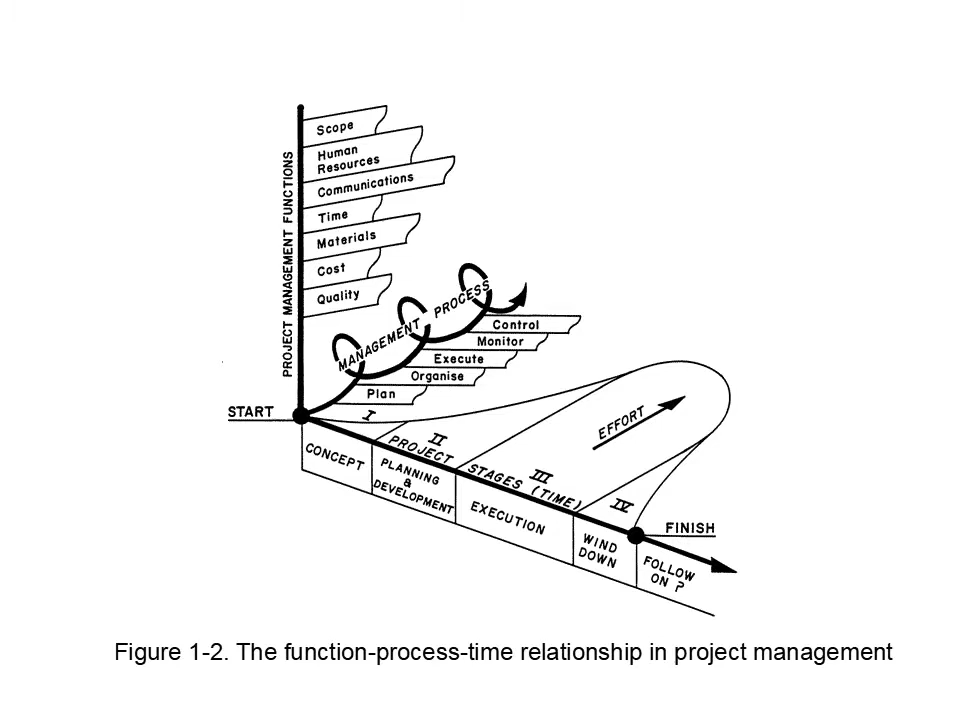 PROJECT MANAGEMENT FUNCTIONS
Scope
Human
Resources
Communications
Time
Materials
Cost
Quality
MANAGEMENT PROCESS
Control
Monitor
Execute
Organise
Plan
START
I
II
III
IV
PROJECT STAGES (TIME)
EFFORT
CONCEPT
PLANNING
&
DEVELOPMENT
EXECUTION
WIND
DOWN
FINISH
FOLLOW
ON ?
Figure 1-2. The function-process-time relationship in project management